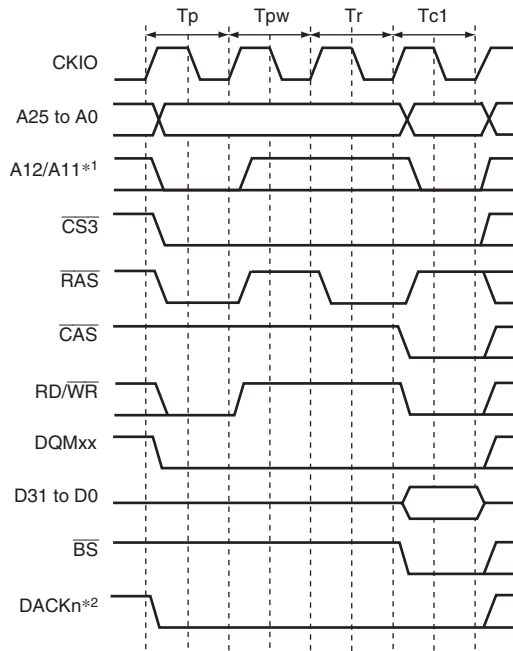 Tp Tpw Tr Tc1
CKIO
A25 to A0
A12/A11*1
CS3
RAS
CAS
RD/WR
DQMxx
D31 to D0
BS
DACKn*2